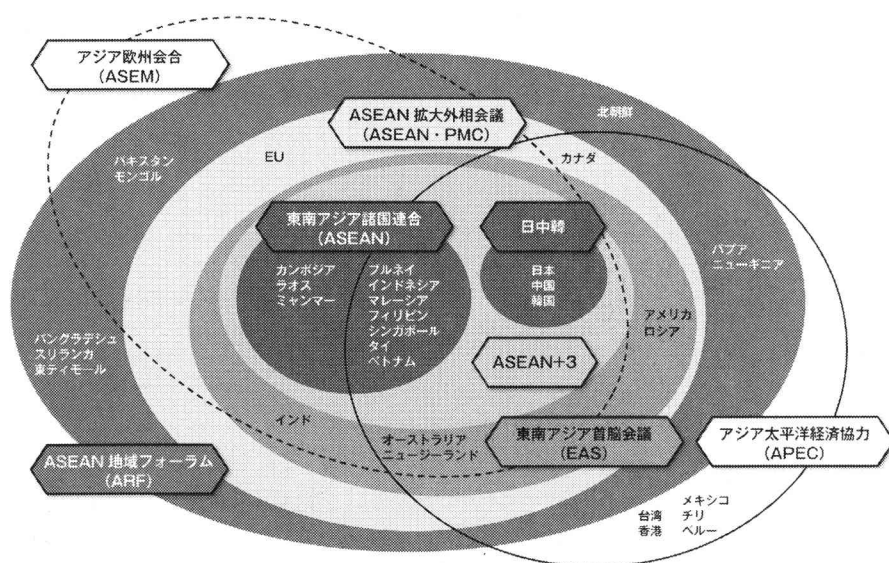 アジア欧州会合
(ASEM)
ASEAN 拡大外相会議
(ASEAN・PMC)
北朝鮮
EU
カナダ
パキスタン
モンゴル
東南アジア諸国連合
(ASEAN)
日中韓
パプア
ニューギニア
カンボジア
ラオス
ミャンマー
ブルネイ
インドネシア
マレーシア
フィリピン
シンガポール
タイ
ベトナム
日本
中国
韓国
アメリカ
ロシア
バングラデシュ
スリランカ
東ティモール
ASEAN+3
インド
オーストラリア
ニュージーランド
東南アジア首脳会議
(EAS)
アジア太平洋経済協力
(APEC)
ASEAN 地域フォーラム
(ARF)
メキシコ
台湾 チリ
香港 ペルー